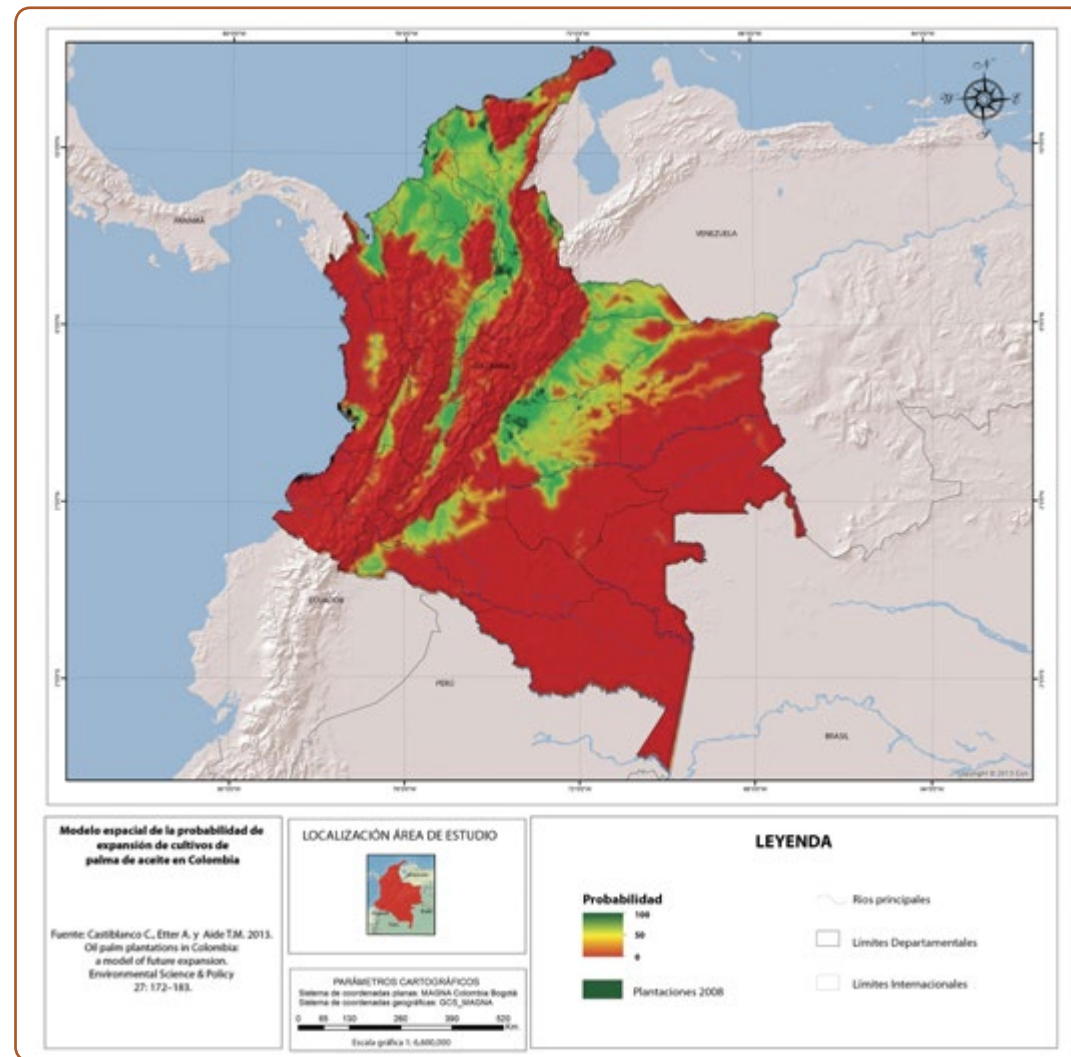 N
E
S
PANAMÁ
VENEZUELA
COLOMBIA
ECUADOR
PERÚ
BRASIL
Copyright © 2013 Esri
Modelo espacial de la probabilidad de
expansión de cultivos de
palma de aceite en Colombia
Fuente: Castiblanco C., Etter A. y Aide T.M. 2013.
Oil palm plantations in Colombia:
a model of future expansion.
Environmental Science & Policy
27: 172–183.
LOCALIZACIÓN ÁREA DE ESTUDIO
PARÁMETROS CARTOGRÁFICOS
Sistema de coordenadas planas: MAGNA Colombia Bogotá
Sistema de coordenadas geográficas: GCS_MAGNA
0 65 130 260 390 520
Km.
Escala gráfica 1: 6,600,000
LEYENDA
Probabilidad
100
50
0
Plantaciones 2008
Rios principales
Límites Departamentales
Límites Internacionales